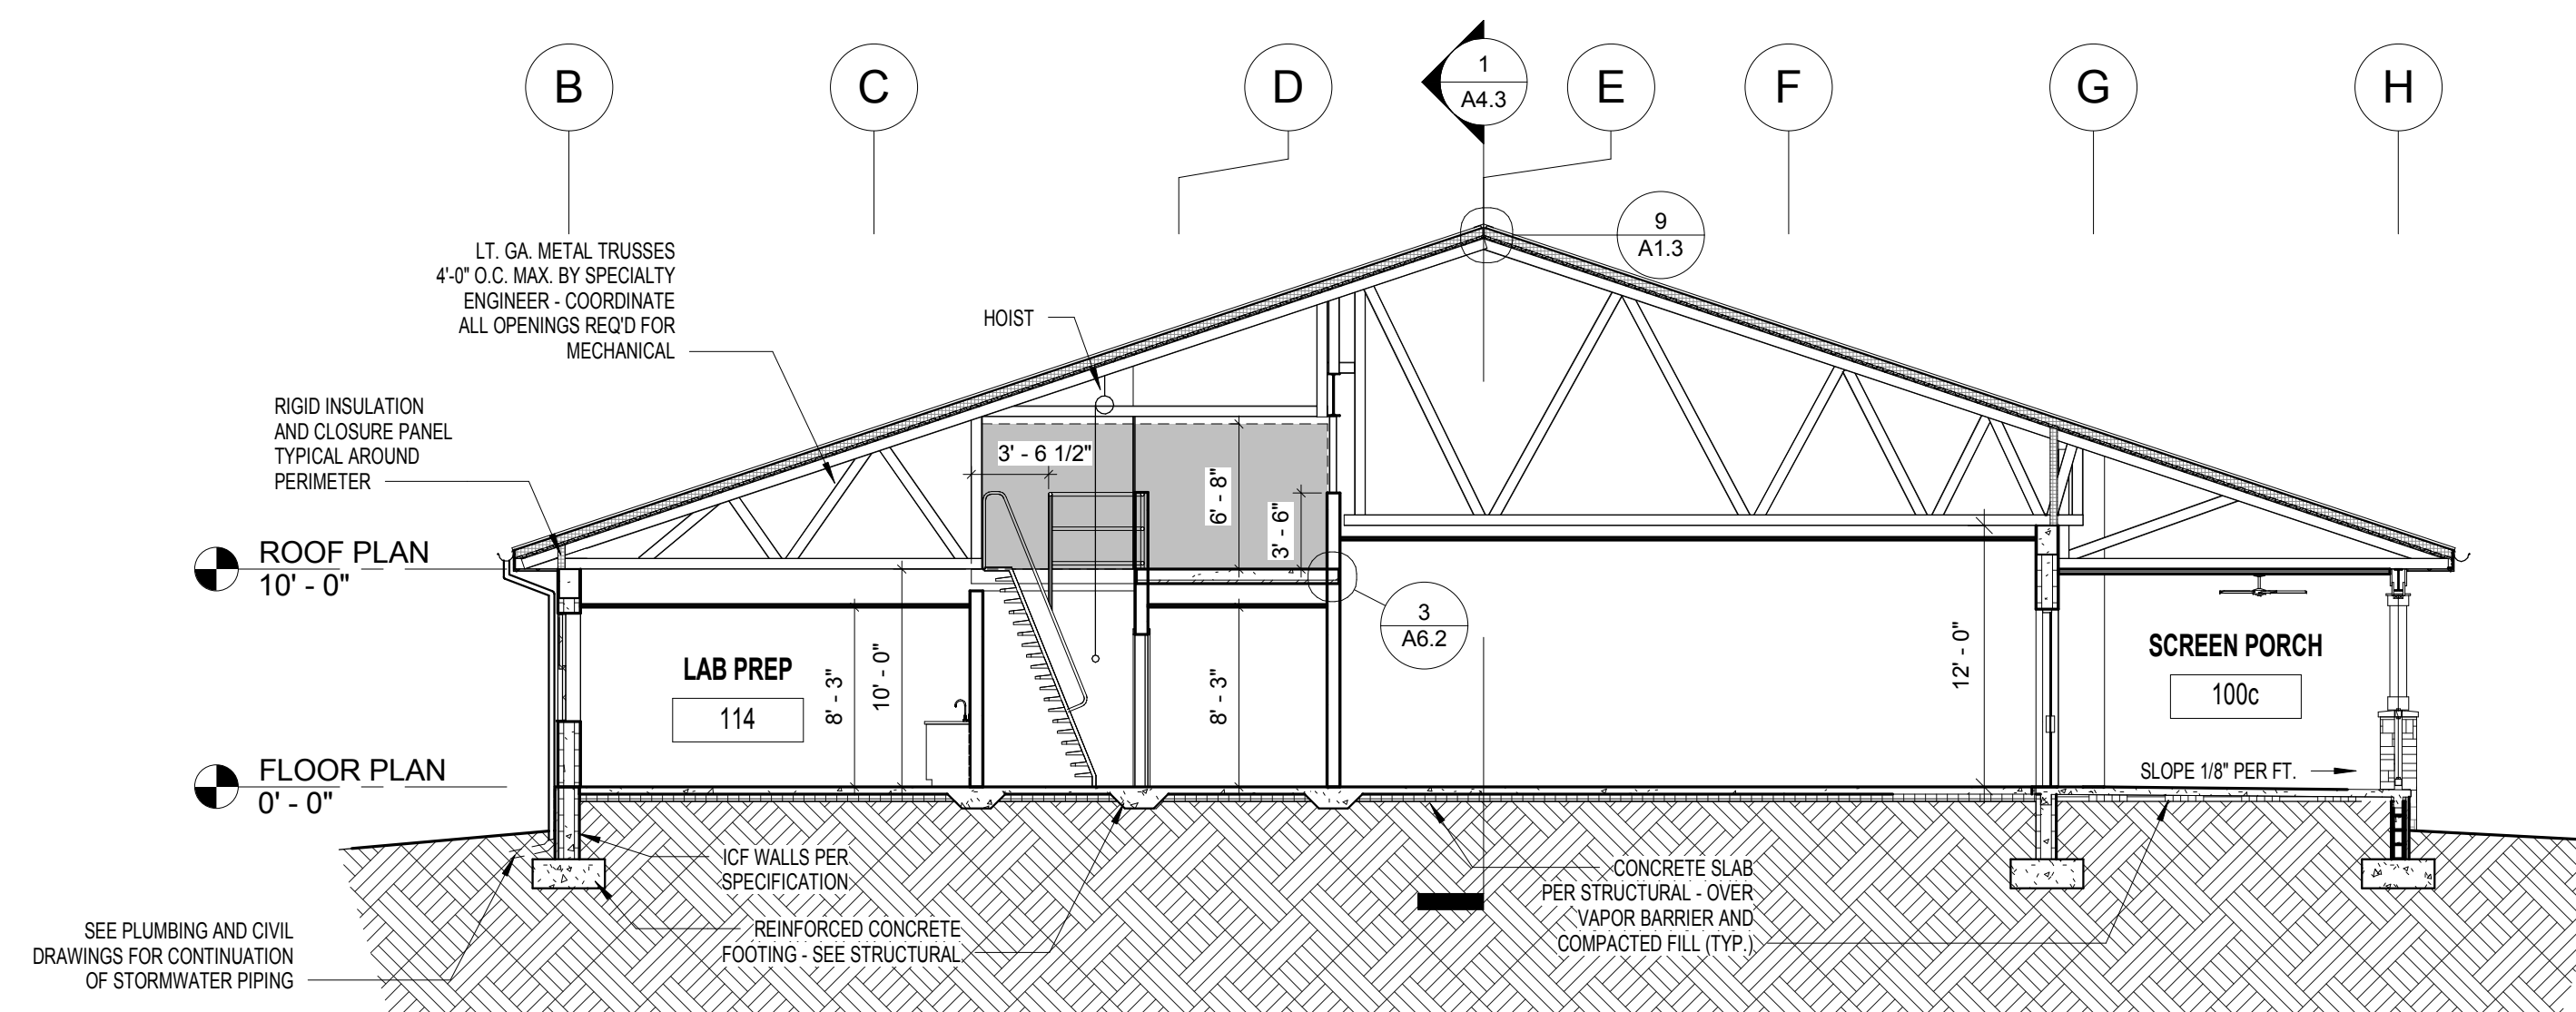 B
C
D
1
A4.3
E
F
G
H
LT. GA. METAL TRUSSES
4'-0" O.C. MAX. BY SPECIALTY
ENGINEER - COORDINATE
ALL OPENINGS REQ'D FOR
MECHANICAL
9
A1.3
HOIST
RIGID INSULATION
AND CLOSURE PANEL
TYPICAL AROUND
PERIMETER
3' - 6 1/2"
6' - 8"
3' - 6"
ROOF PLAN
10' - 0"
3
A6.2
LAB PREP
114
8' - 3"
10' - 0"
8' - 3"
12' - 0"
SCREEN PORCH
100c
SLOPE 1/8" PER FT.
FLOOR PLAN
0' - 0"
ICF WALLS PER
SPECIFICATION
REINFORCED CONCRETE
FOOTING - SEE STRUCTURAL
CONCRETE SLAB
PER STRUCTURAL - OVER
VAPOR BARRIER AND
COMPACTED FILL (TYP.)
SEE PLUMBING AND CIVIL
DRAWINGS FOR CONTINUATION
OF STORMWATER PIPING